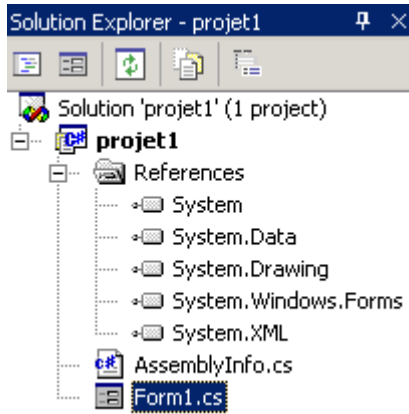 Solution Explorer - projet1
Solution 'projet1' (1 project)
projet1
References
System
System.Data
System.Drawing
System.Windows.Forms
System.XML
AssemblyInfo.cs
Form1.cs